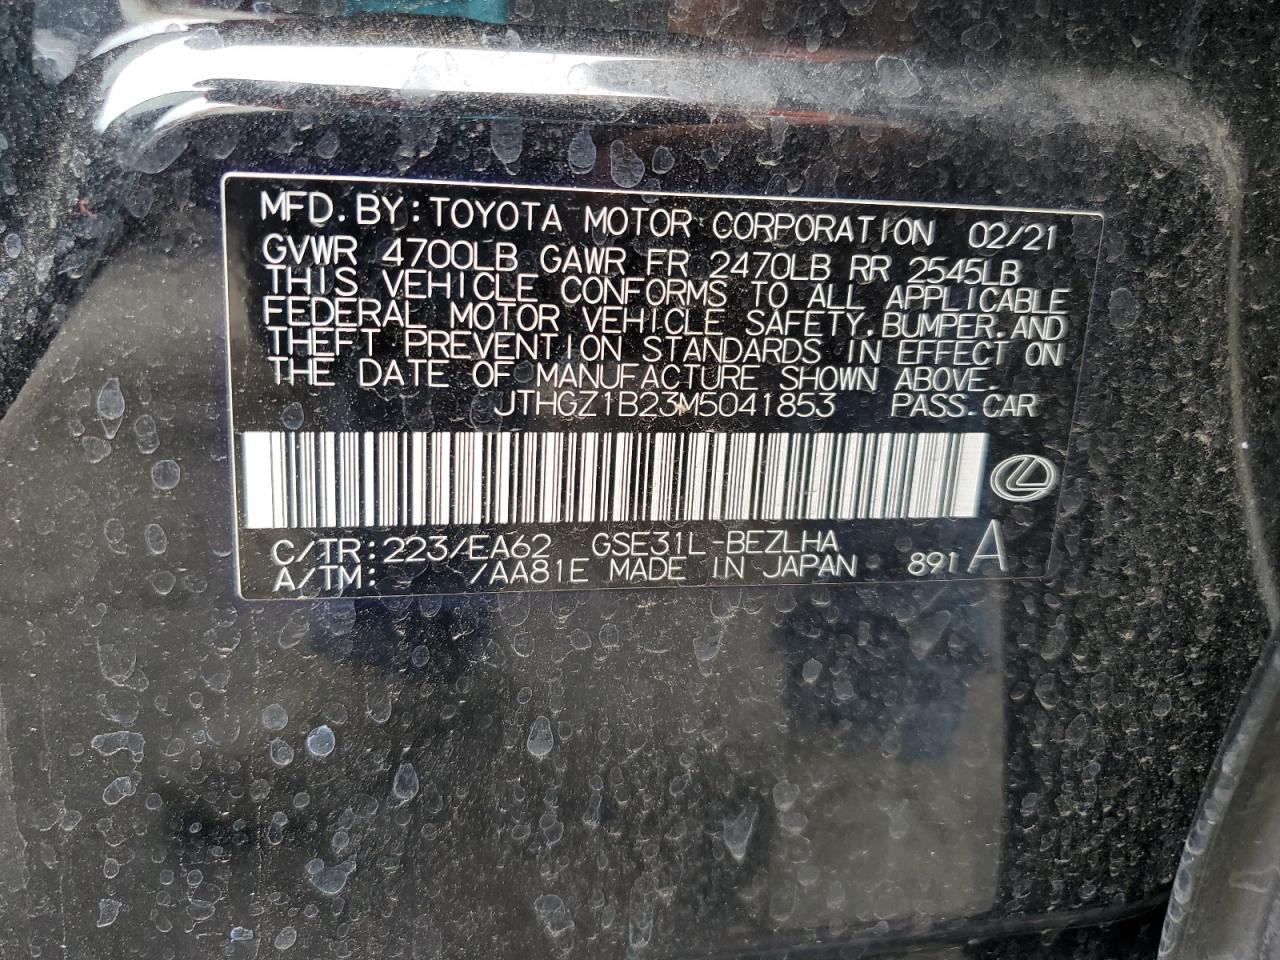 MFD. BY: TOYOTA MOTOR CORPORATION 02/21
GVWR 4700LB GAWR FR 2470LB RR 2545LB
THIS VEHICLE CONFORMS TO ALL APPLICABLE
FEDERAL MOTOR VEHICLE SAFETY, BUMPER, AND
THEFT PREVENTION STANDARDS IN EFFECT ON
THE DATE OF MANUFACTURE SHOWN ABOVE.
JTHGZ1B23M5041853 PASS. CAR
C/TR: 223/EA62 GSE31L-BEZLHA
A/TM: /AA81E MADE IN JAPAN 891 A